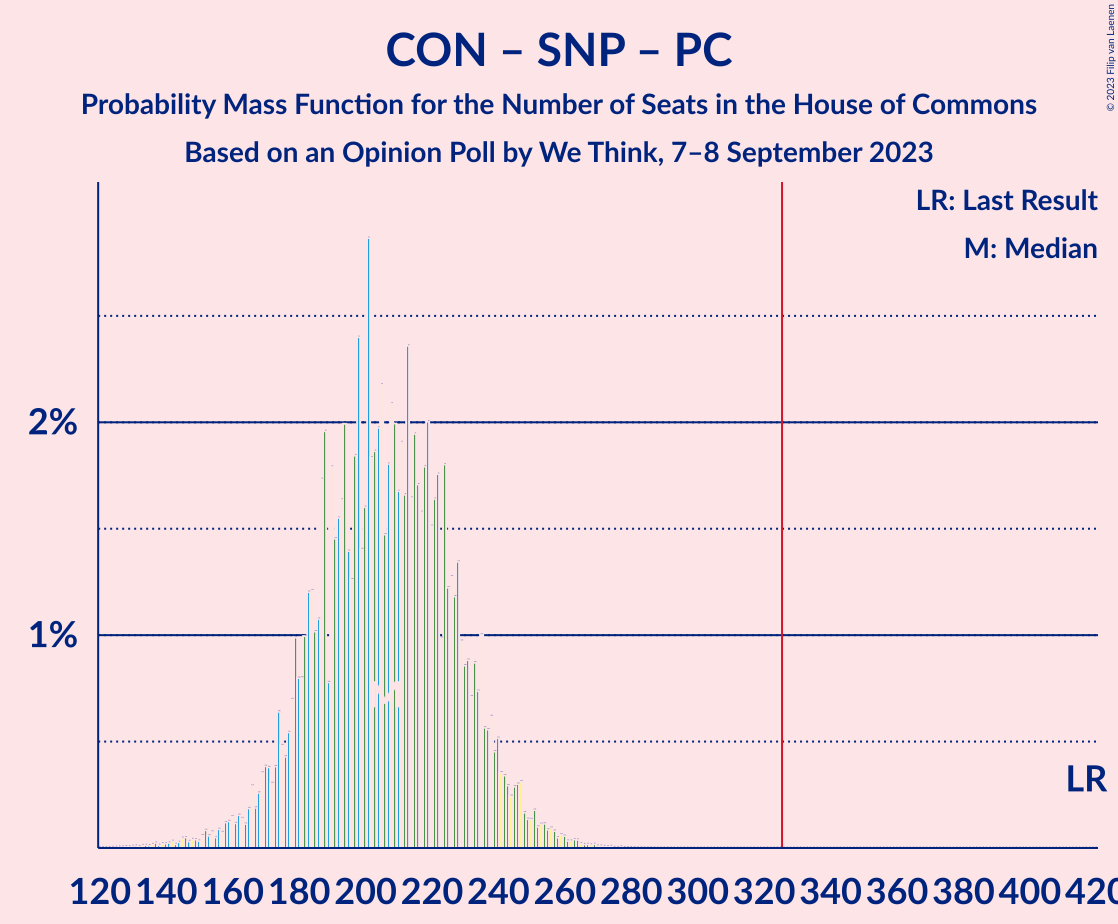 CON – SNP – PC
Probability Mass Function for the Number of Seats in the House of Commons
Based on an Opinion Poll by We Think, 7–8 September 2023
© 2023 Filip van Laenen
LR: Last Result
M: Median
2%
1%
LR
120 140 160 180 200 220 240 260 280 300 320 340 360 380 400 420